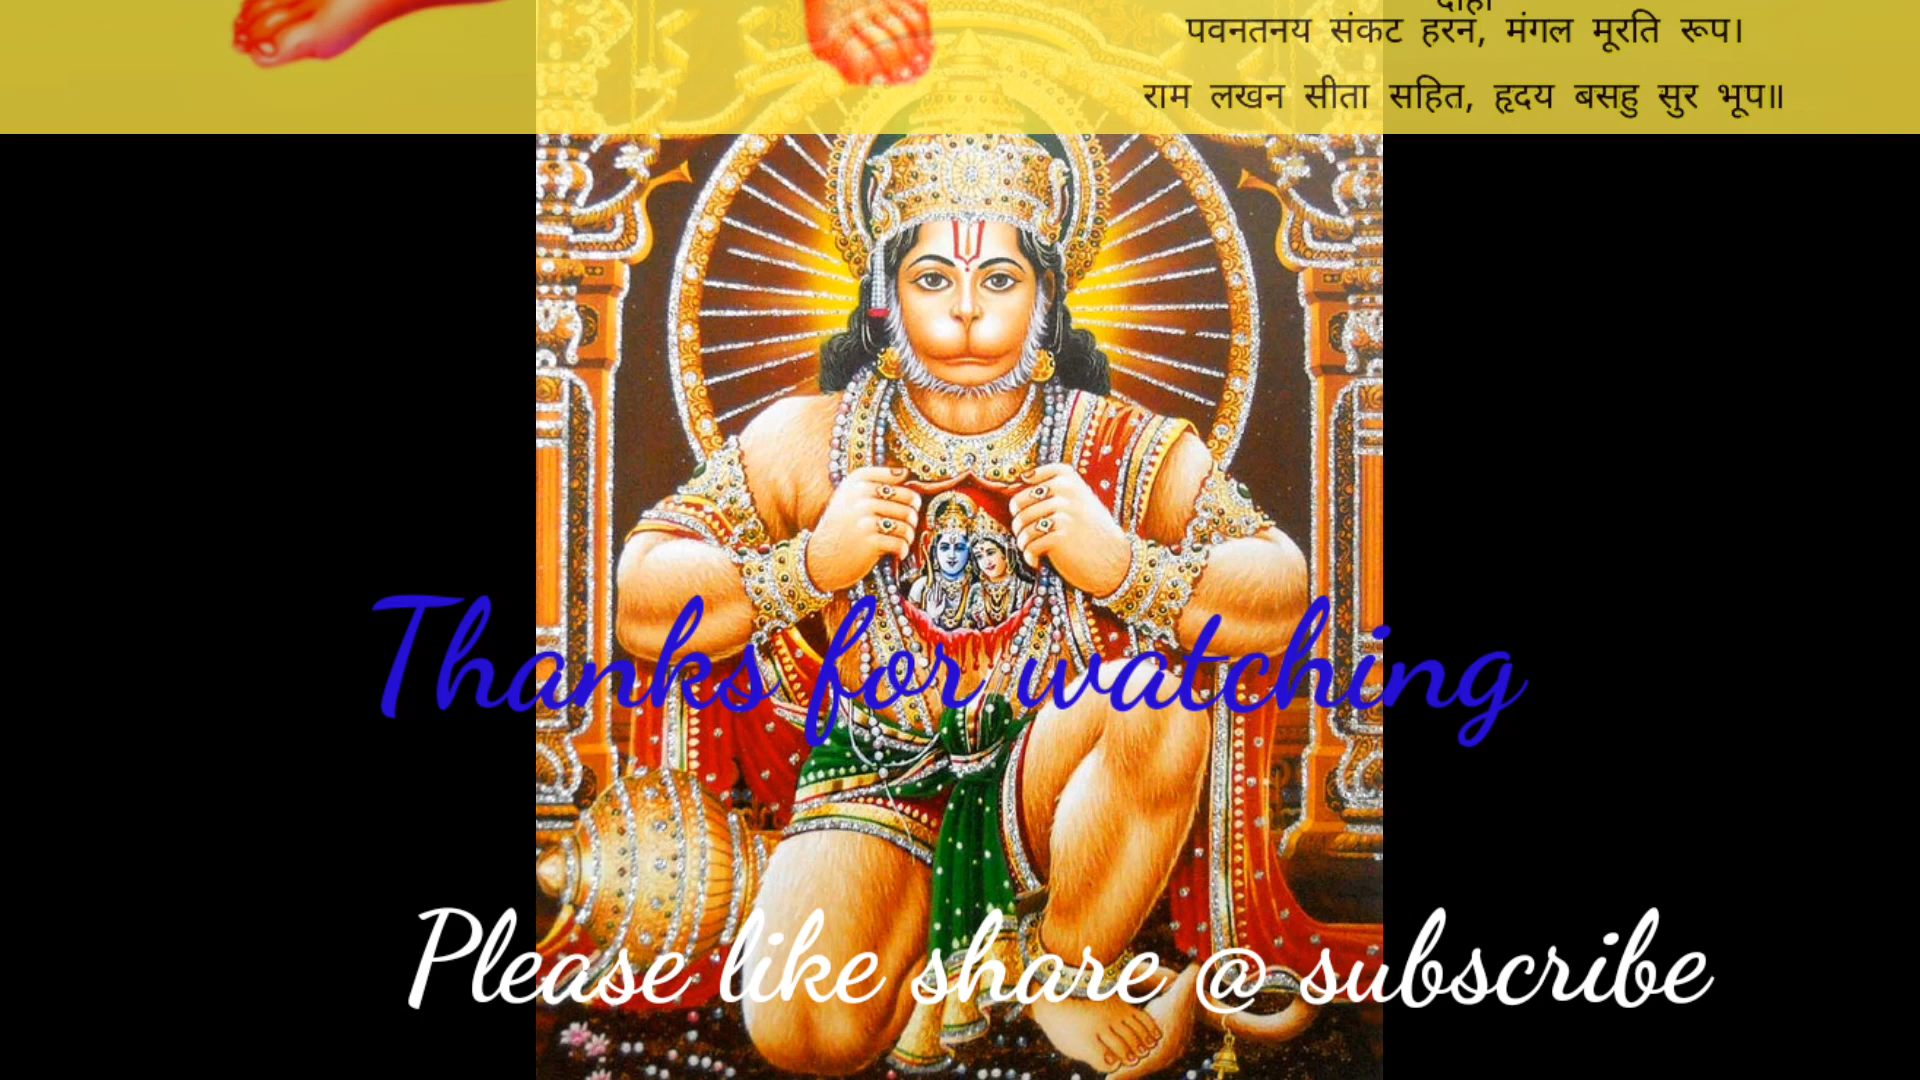 दोहा
पवनतनय संकट हरन, मंगल मूरति रूप।
राम लखन सीता सहित, हृदय बसहु सुर भूप॥
Thanks for watching
Please like share @ subscribe